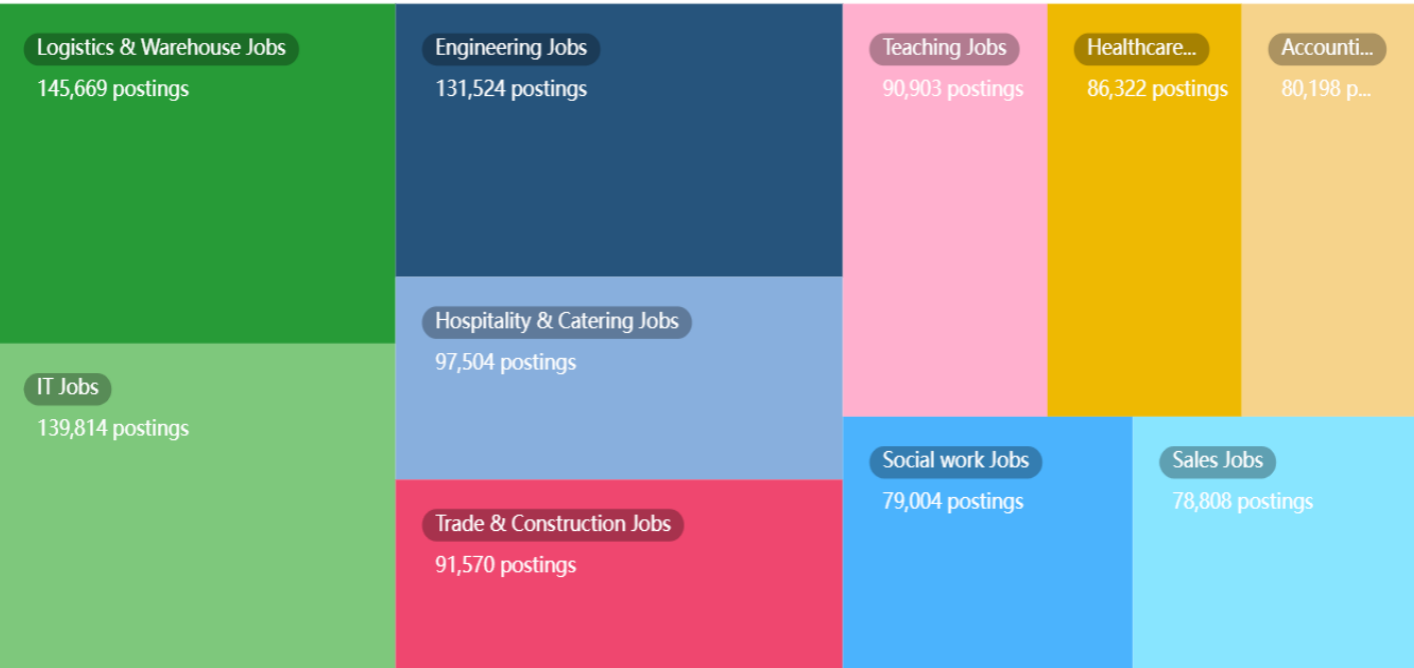 Logistics & Warehouse Jobs
145,669 postings
IT Jobs
139,814 postings
Engineering Jobs
131,524 postings
Hospitality & Catering Jobs
97,504 postings
Trade & Construction Jobs
91,570 postings
Teaching Jobs
90,903 postings
Healthcare...
86,322 postings
Accounti...
80,198 p...
Social work Jobs
79,004 postings
Sales Jobs
78,808 postings